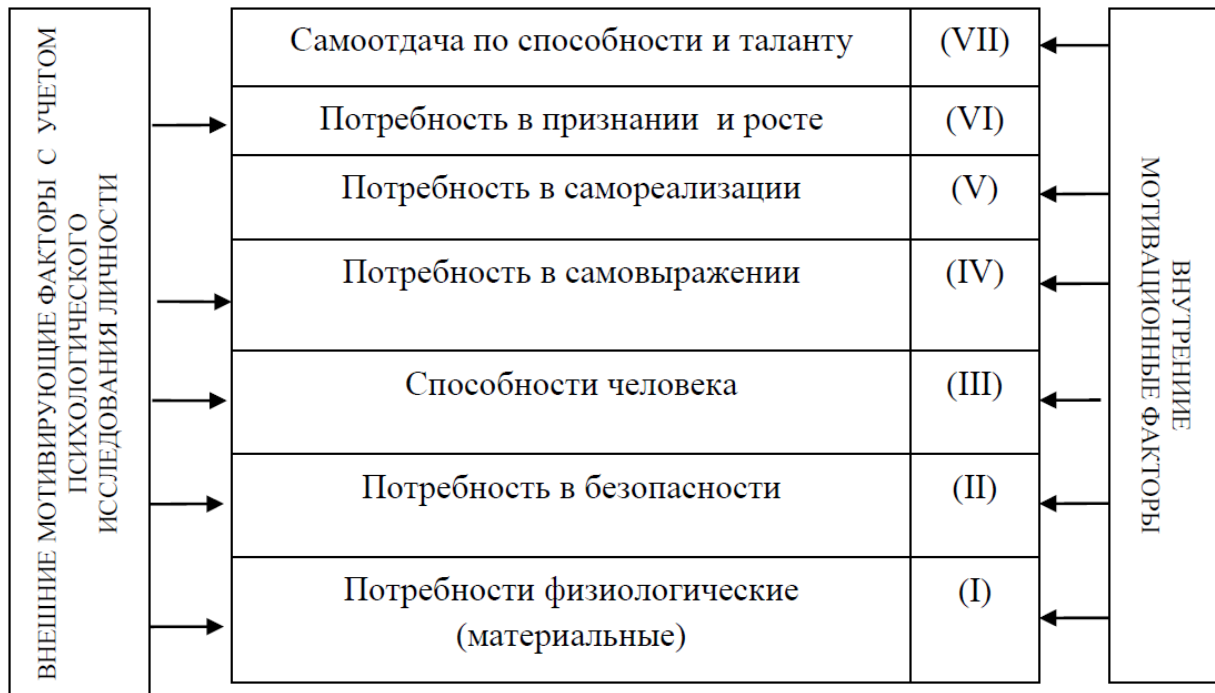 ВНЕШНИЕ МОТИВИРУЮЩИЕ ФАКТОРЫ С УЧЕТОМ
ПСИХОЛОГИЧЕСКОГО
ИССЛЕДОВАНИЯ ЛИЧНОСТИ
Самоотдача по способности и таланту (VII)
Потребность в признании и росте (VI)
Потребность в самореализации (V)
Потребность в самовыражении (IV)
Способности человека (III)
Потребность в безопасности (II)
Потребности физиологические (I)
(материальные)
ВНУТРЕНИИЕ
МОТИВАЦИОННЫЕ ФАКТОРЫ